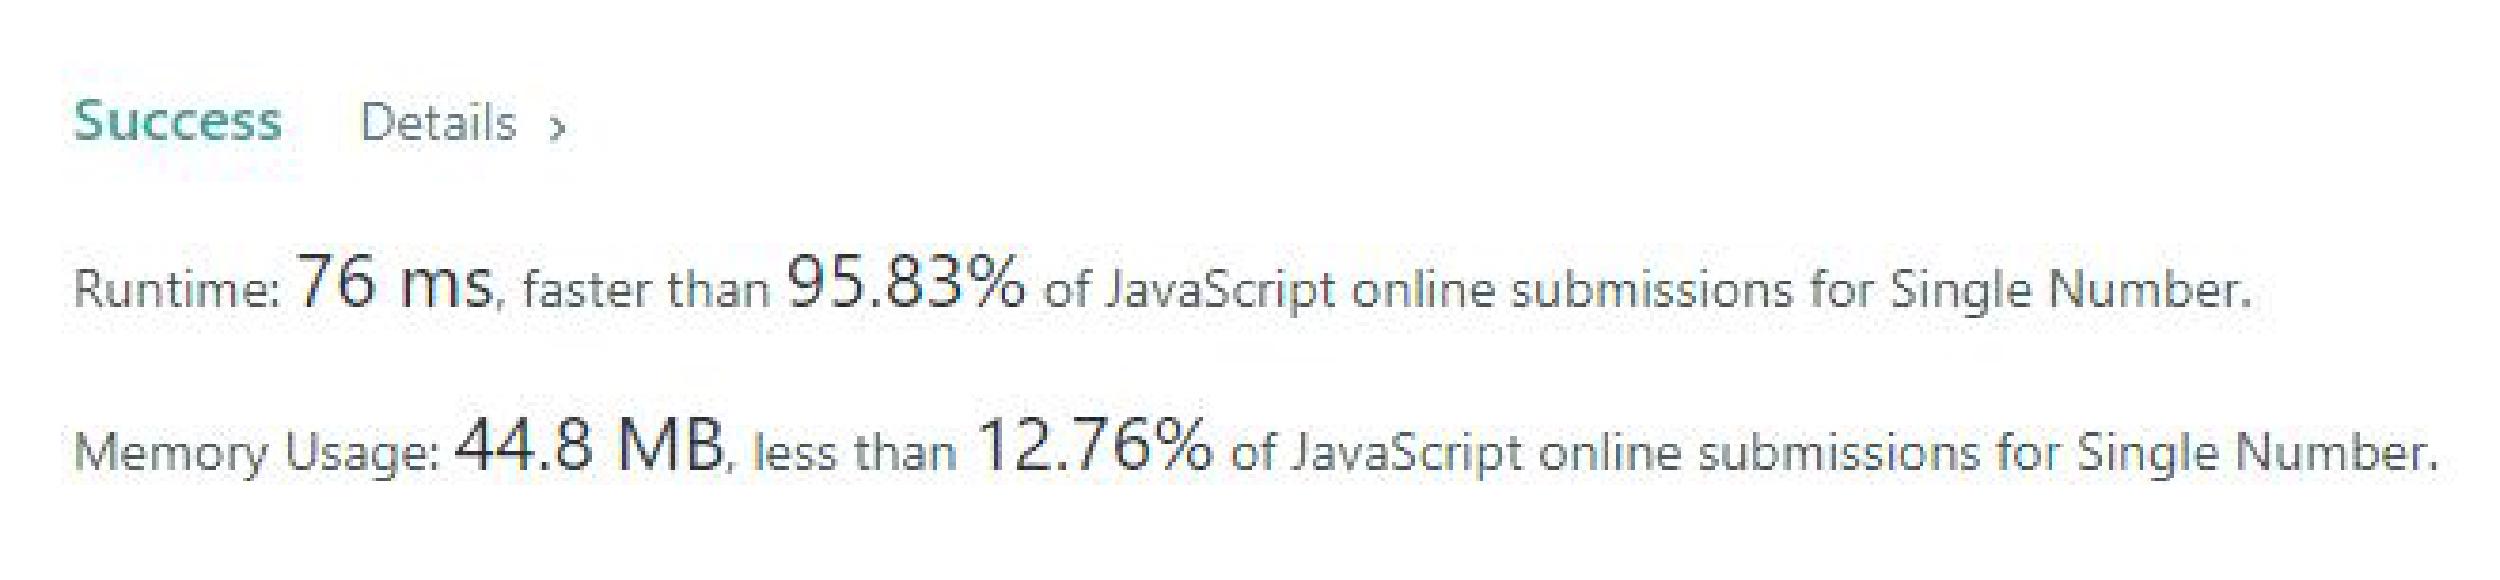 Success Details >
Runtime: 76 ms, faster than 95.83% of JavaScript online submissions for Single Number.
Memory Usage: 44.8 MB, less than 12.76% of JavaScript online submissions for Single Number.